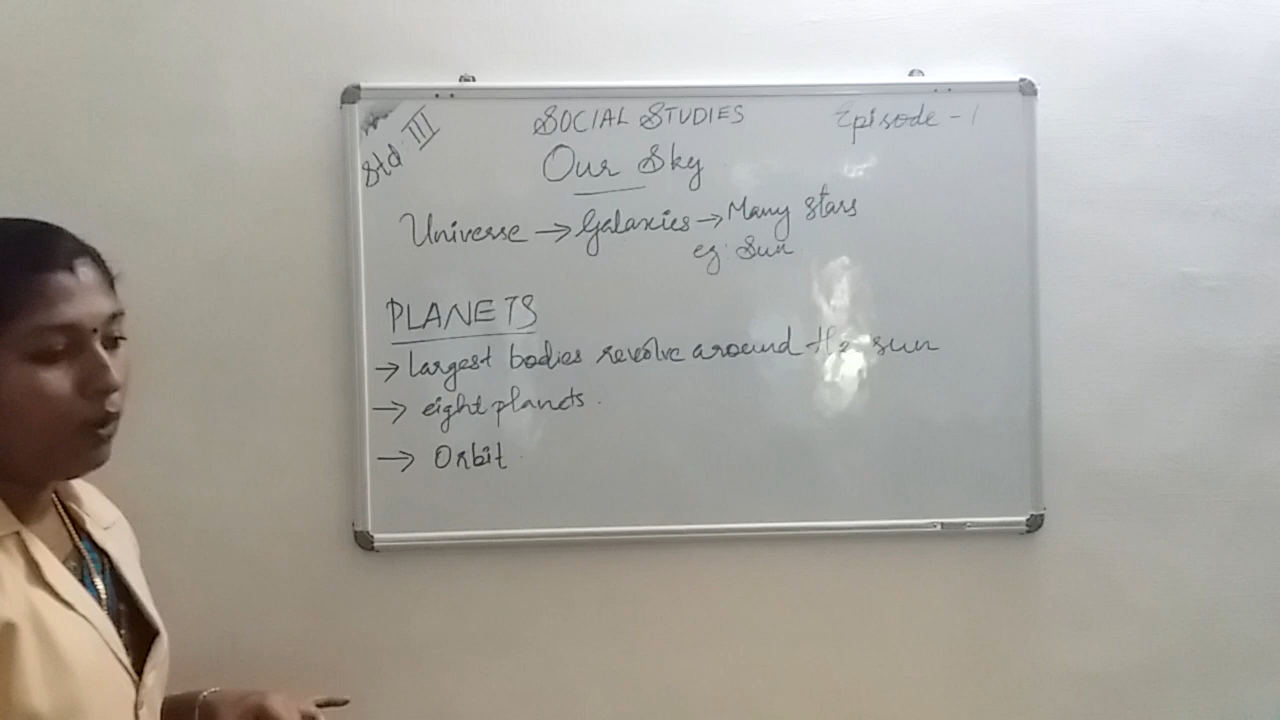 Std III
SOCIAL STUDIES
Episode - 1
Our Sky
Universe → Galaxies → Many stars
eg: Sun
PLANETS
→ largest bodies revolve around the sun
→ eight planets.
→ Orbit